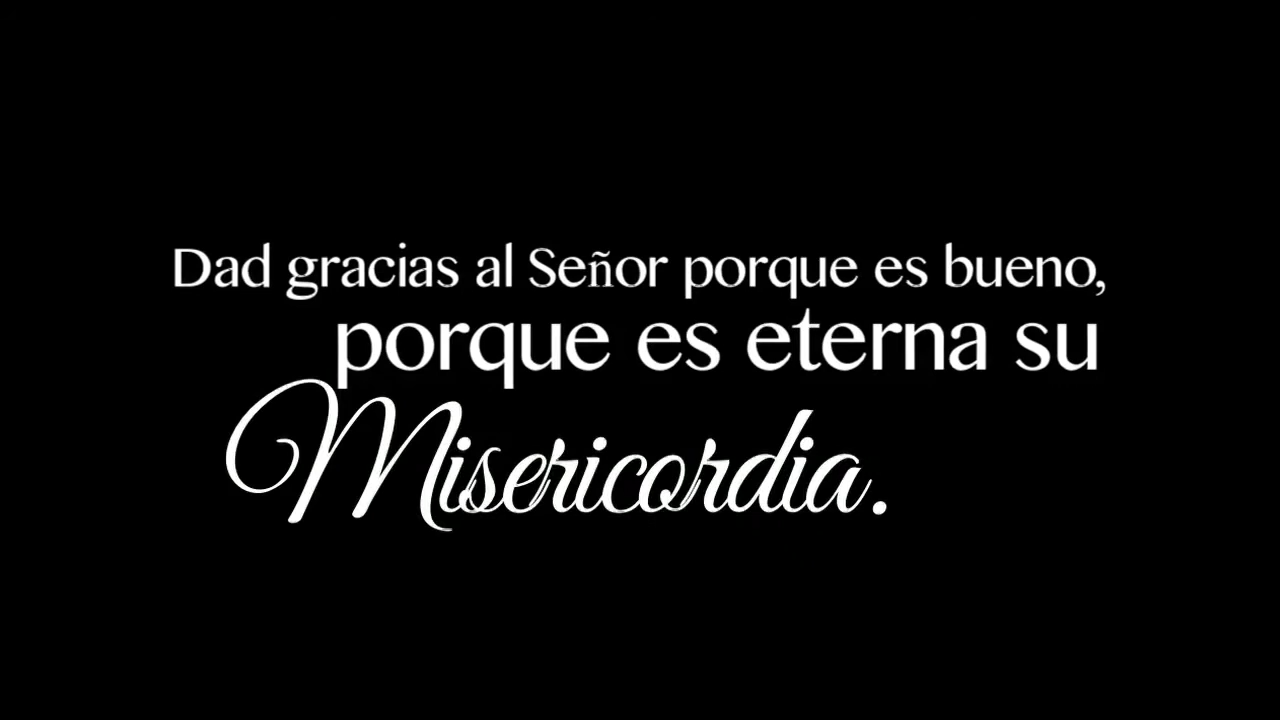 Dad gracias al Señor porque es bueno,
porque es eterna su
Misericordia.